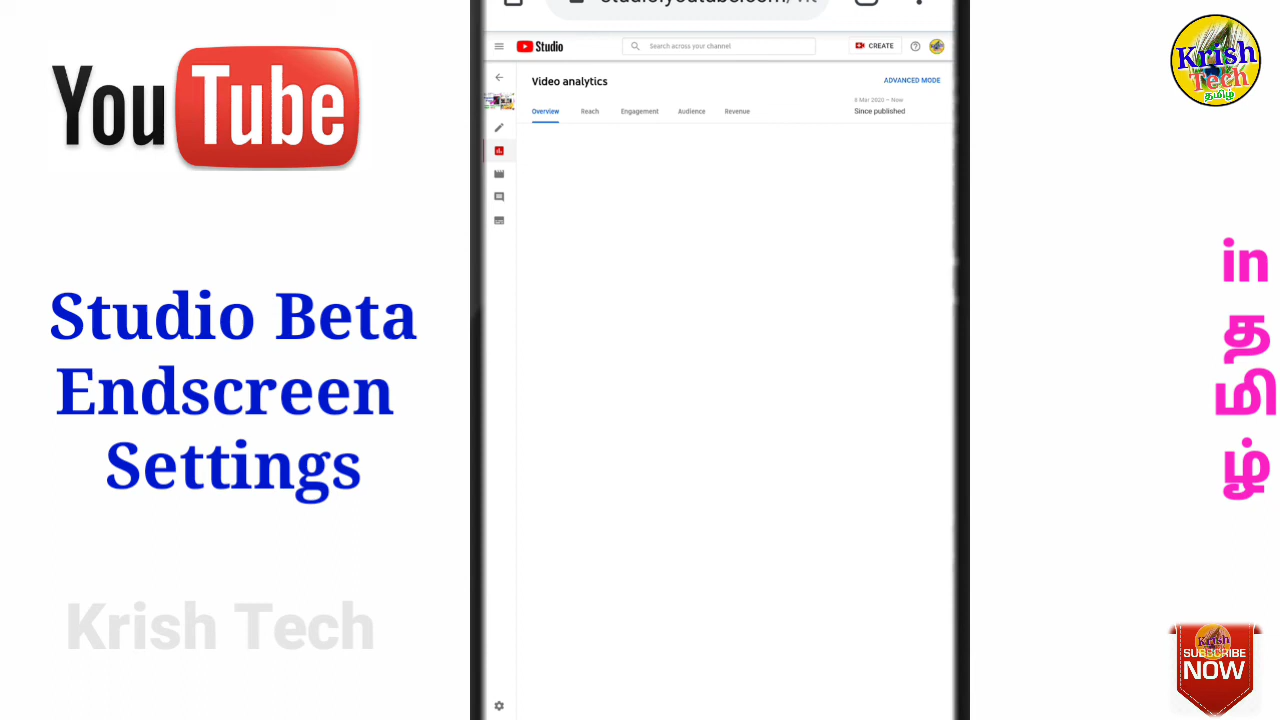 YouTube
Studio Beta
Endscreen
Settings
Krish Tech
Studio
Search across your channel
CREATE
Video analytics
ADVANCED MODE
Overview
Reach
Engagement
Audience
Revenue
6 Mar 2020 – Now
Since published
Krish
Tech
தமிழ்
in
தமிழ்
Krish
SUBSCRIBE
NOW